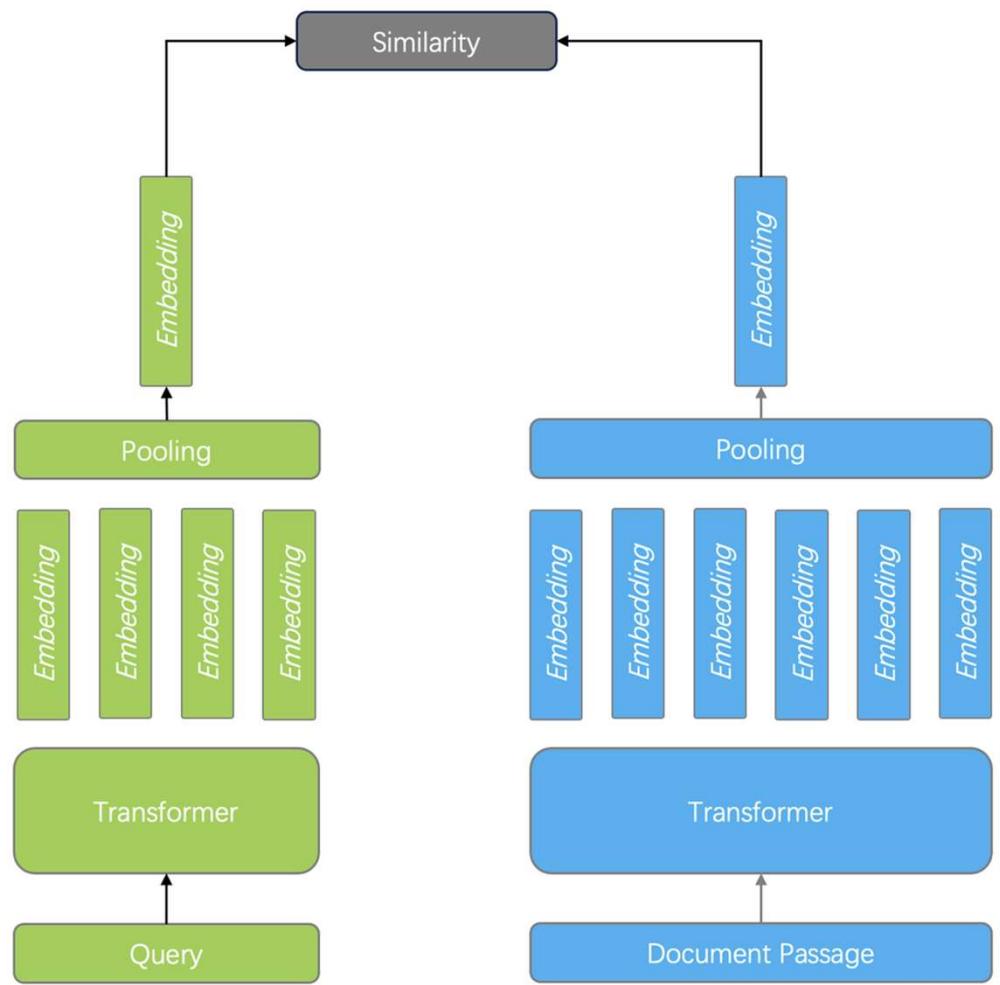 Similarity
Embedding
Embedding
Pooling
Pooling
Embedding
Embedding
Embedding
Embedding
Embedding
Embedding
Embedding
Embedding
Embedding
Embedding
Transformer
Transformer
Query
Document Passage